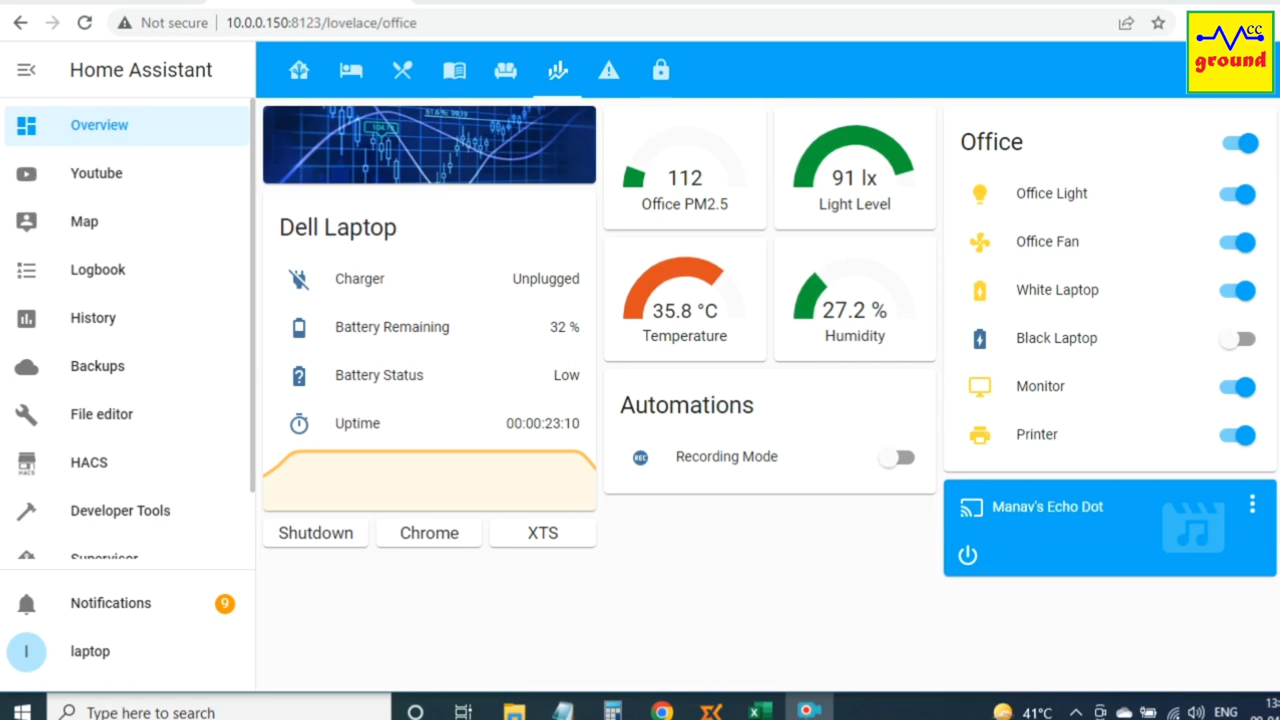 Not secure
10.0.0.150:8123/lovelace/office
cc
ground
Home Assistant
Overview
Youtube
Map
Logbook
History
Backups
File editor
HACS
HACS
Developer Tools
Supervisor
Notifications
9
l
laptop
Dell Laptop
Charger Unplugged
Battery Remaining 32 %
Battery Status Low
Uptime 00:00:23:10
Shutdown Chrome XTS
112
Office PM2.5
91 lx
Light Level
35.8 °C
Temperature
27.2 %
Humidity
Automations
REC Recording Mode
Office
Office Light
Office Fan
White Laptop
Black Laptop
Monitor
Printer
Manav's Echo Dot
Type here to search
41°C
ENG